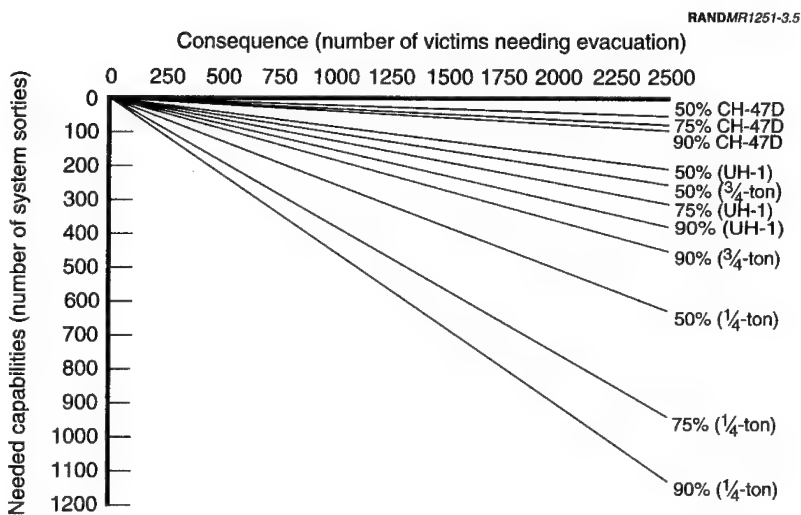 RANDMR1251-3.5
Consequence (number of victims needing evacuation)
0 250 500 750 1000 1250 1500 1750 2000 2250 2500
Needed capabilities (number of system sorties)
0
100
200
300
400
500
600
700
800
900
1000
1100
1200
50% CH-47D
75% CH-47D
90% CH-47D
50% (UH-1)
50% (¾-ton)
75% (UH-1)
90% (UH-1)
90% (¾-ton)
50% (¼-ton)
75% (¼-ton)
90% (¼-ton)